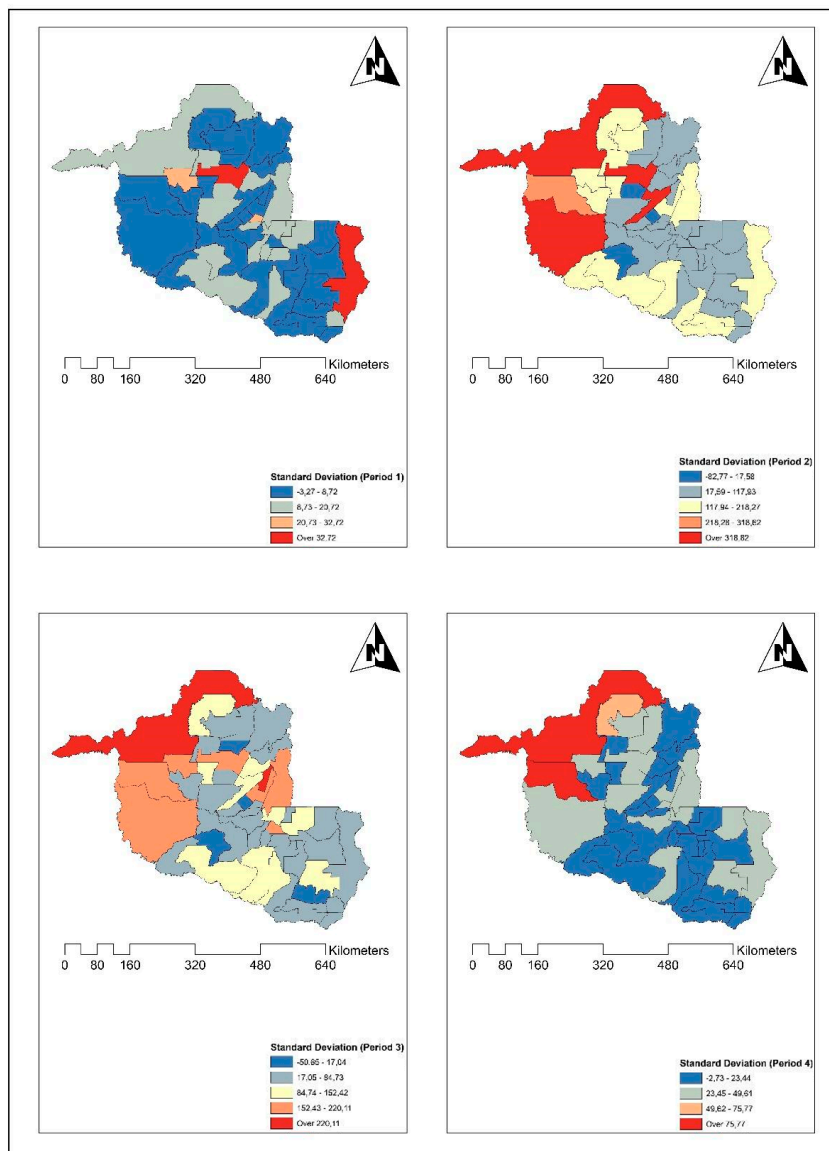 N
N
Kilometers
0 80 160 320 480 640
Kilometers
0 80 160 320 480 640
Standard Deviation (Period 1)
-3,27 - 8,72
8,73 - 20,72
20,73 - 32,72
Over 32,72
Standard Deviation (Period 2)
-82,77 - 17,58
17,59 - 117,93
117,94 - 218,27
218,28 - 318,62
Over 318,62
N
N
Kilometers
0 80 160 320 480 640
Kilometers
0 80 160 320 480 640
Standard Deviation (Period 3)
-50,65 - 17,04
17,05 - 84,73
84,74 - 152,42
152,43 - 220,11
Over 220,11
Standard Deviation (Period 4)
-2,73 - 23,44
23,45 - 49,61
49,62 - 75,77
Over 75,77